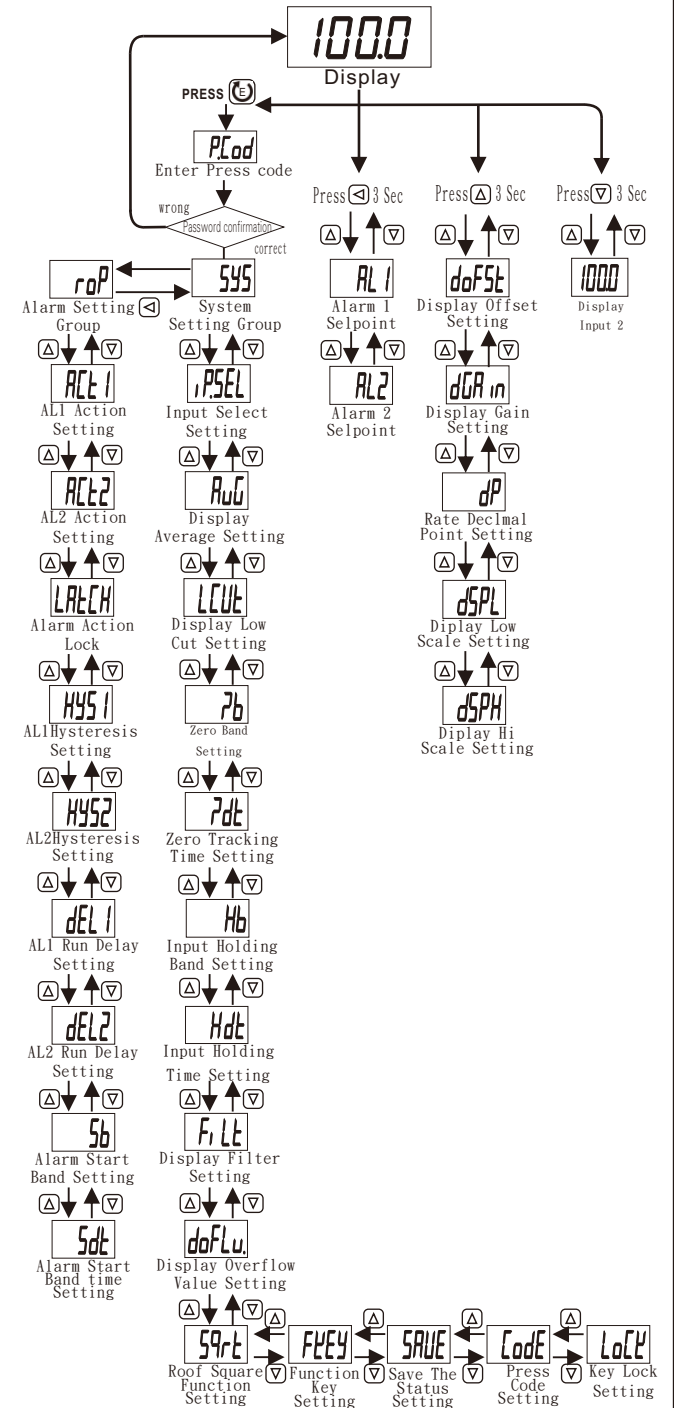 100.0
Display
PRESS E
P.Cod
Enter Press code
wrong
Password confirmation
correct
roP
Alarm Setting
Group
ACt1
AL1 Action
Setting
ACt2
AL2 Action
Setting
LAtCH
Alarm Action
Lock
HYS1
AL1Hysteresis
Setting
HYS2
AL2Hysteresis
Setting
dEL1
AL1 Run Delay
Setting
dEL2
AL2 Run Delay
Setting
Sb
Alarm Start
Band Setting
Sdt
Alarm Start
Band time
Setting
SYS
System
Setting Group
iP.SEL
Input Select
Setting
AvG
Display
Average Setting
LCUt
Display Low
Cut Setting
Zb
Zero Band
Setting
Zdt
Zero Tracking
Time Setting
Hb
Input Holding
Band Setting
Hdt
Input Holding
Time Setting
FiLt
Display Filter
Setting
doFLv.
Display Overflow
Value Setting
S9rt
Roof Square
Function
Setting
FKEY
Function
Key
Setting
SAVE
Save The
Status
Setting
CodE
Press
Code
Setting
LoCK
Key Lock
Setting
Press 3 Sec
AL1
Alarm 1
Selpoint
AL2
Alarm 2
Selpoint
Press 3 Sec
doFSt
Display Offset
Setting
dGAin
Display Gain
Setting
dP
Rate Declmal
Point Setting
dSPL
Diplay Low
Scale Setting
dSPH
Diplay Hi
Scale Setting
Press 3 Sec
100.0
Display
Input 2